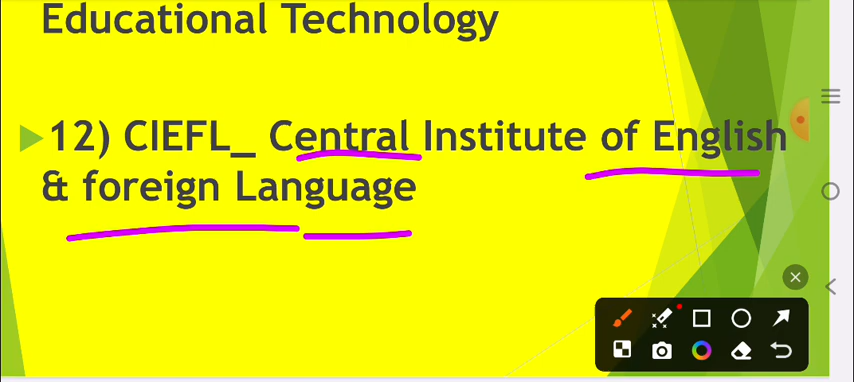 Educational Technology
12) CIEFL_ Central Institute of English
& foreign Language